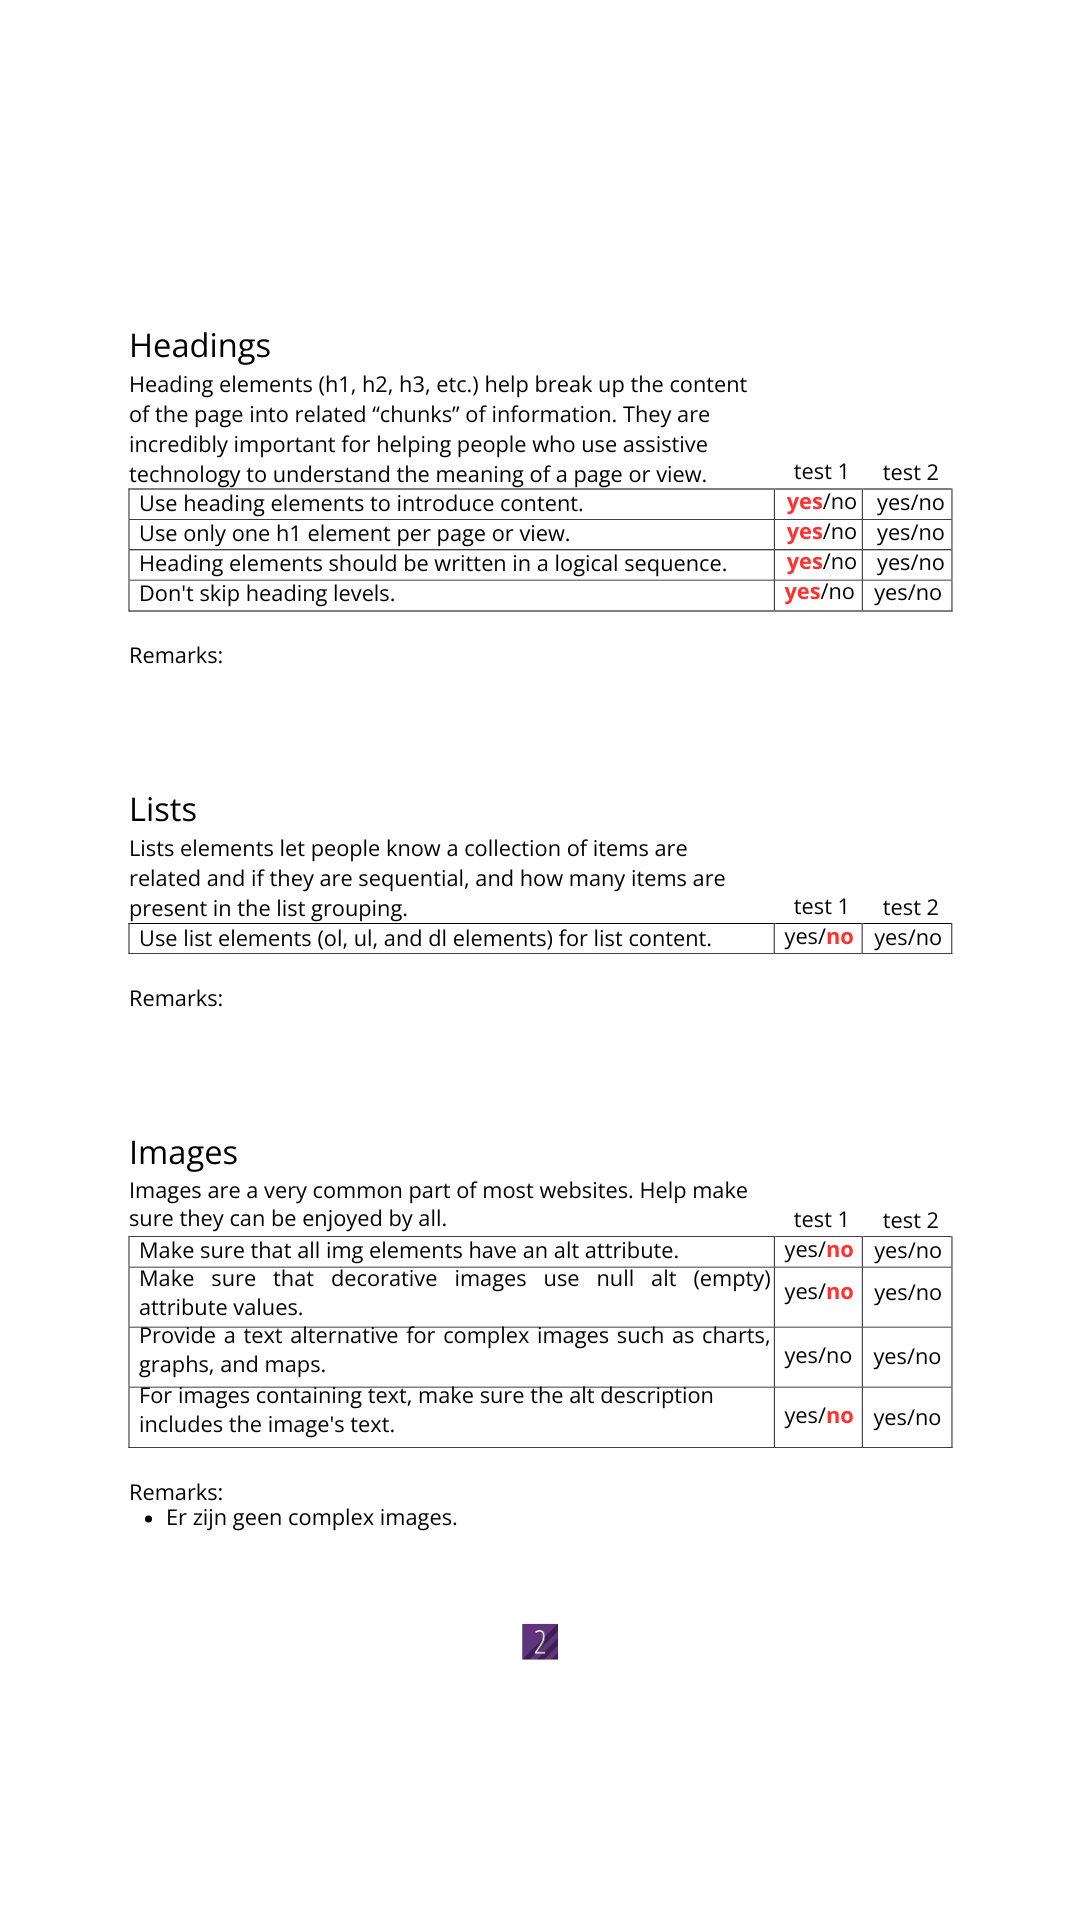 Headings
Heading elements (h1, h2, h3, etc.) help break up the content
of the page into related “chunks” of information. They are
incredibly important for helping people who use assistive
technology to understand the meaning of a page or view. test 1 test 2
Use heading elements to introduce content. yes/no yes/no
Use only one h1 element per page or view. yes/no yes/no
Heading elements should be written in a logical sequence. yes/no yes/no
Don't skip heading levels. yes/no yes/no
Remarks:
Lists
Lists elements let people know a collection of items are
related and if they are sequential, and how many items are
present in the list grouping. test 1 test 2
Use list elements (ol, ul, and dl elements) for list content. yes/no yes/no
Remarks:
Images
Images are a very common part of most websites. Help make
sure they can be enjoyed by all. test 1 test 2
Make sure that all img elements have an alt attribute. yes/no yes/no
Make sure that decorative images use null alt (empty)
attribute values. yes/no yes/no
Provide a text alternative for complex images such as charts,
graphs, and maps. yes/no yes/no
For images containing text, make sure the alt description
includes the image's text. yes/no yes/no
Remarks:
• Er zijn geen complex images.
2